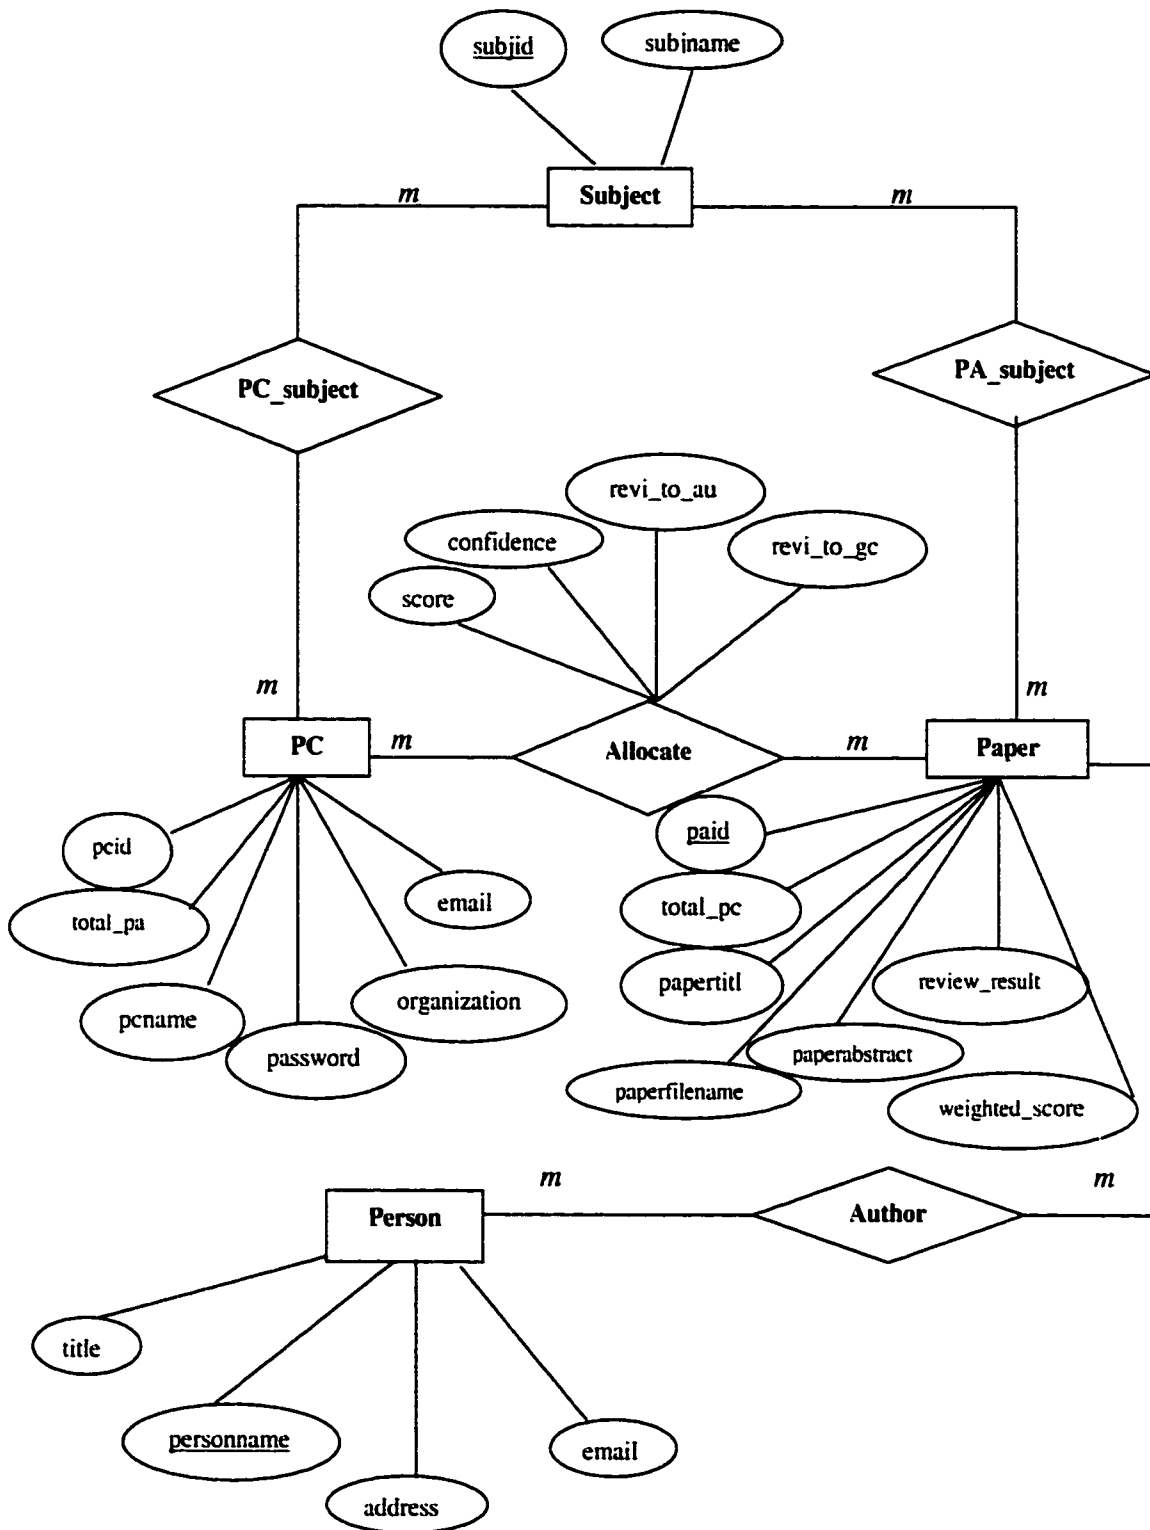 subjid
subjname
m
Subject
m
PC_subject
PA_subject
revi_to_au
confidence
revi_to_gc
score
m
m
PC
m
Allocate
m
Paper
pcid
paid
total_pa
email
total_pc
pcname
organization
papertitl
review_result
password
paperabstract
paperfilename
weighted_score
m
m
Person
Author
title
personname
email
address